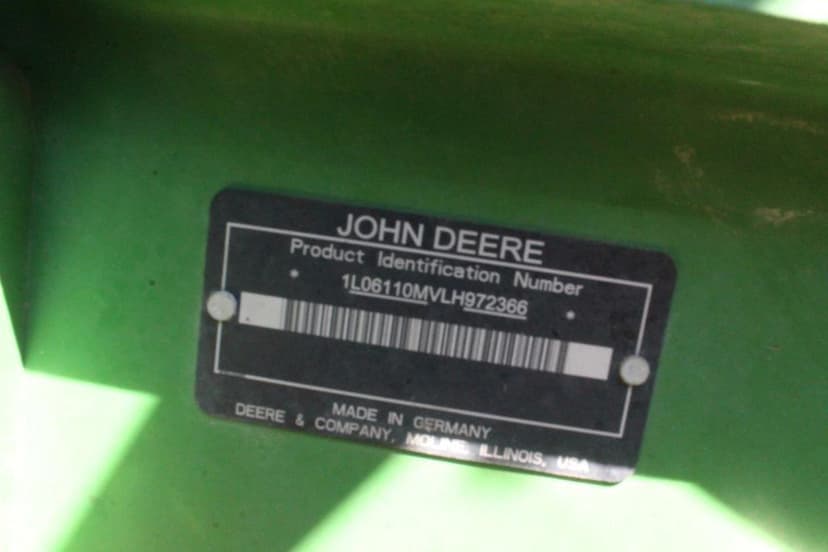 JOHN DEERE
Product Identification Number
* 1L06110MVLH972366 *
MADE IN GERMANY
DEERE & COMPANY, MOLINE, ILLINOIS, USA